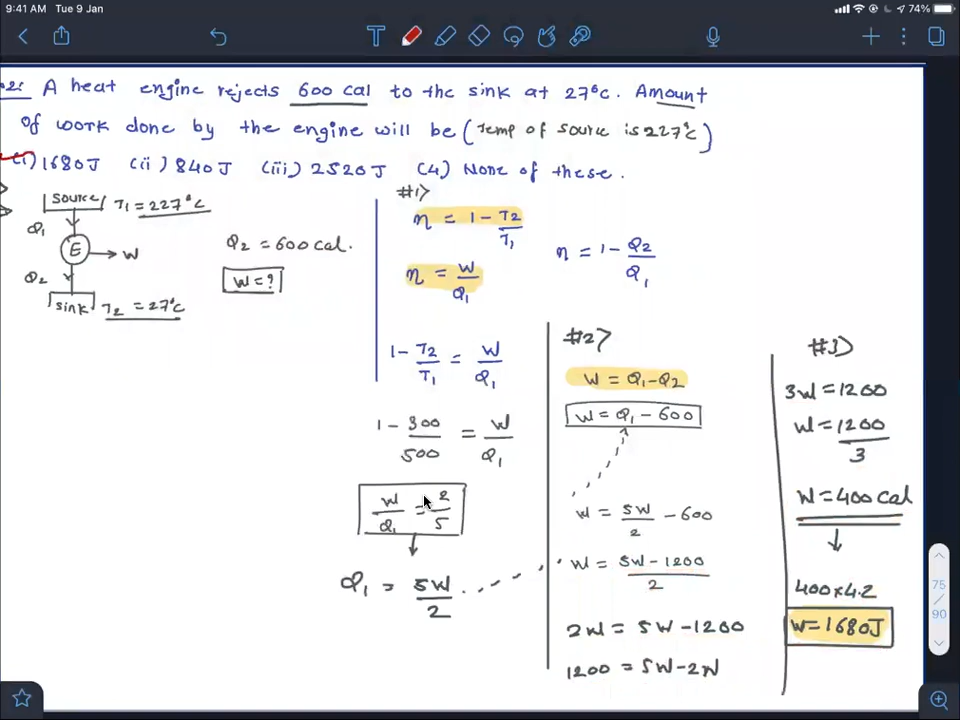 9:41 AM Tue 9 Jan
74%
A heat engine rejects 600 cal to the sink at 27°C. Amount
of work done by the engine will be (Temp of source is 227°C)
(i) 1680J (ii) 840J (iii) 2520J (4) None of these.
Source T1 = 227°C
Q1
E W
Q2
sink T2 = 27°C
Q2 = 600 cal.
W = ?
#1>
η = 1 - T2/T1
η = W/Q1
η = 1 - Q2/Q1
1 - T2/T1 = W/Q1
1 - 300/500 = W/Q1
W/Q1 = 2/5
Q1 = 5W/2
#2>
W = Q1 - Q2
W = Q1 - 600
W = 5W/2 - 600
W = 5W - 1200/2
2W = 5W - 1200
1200 = 5W - 2W
#3>
3W = 1200
W = 1200/3
W = 400 cal
400 x 4.2
W = 1680J
75
/
90